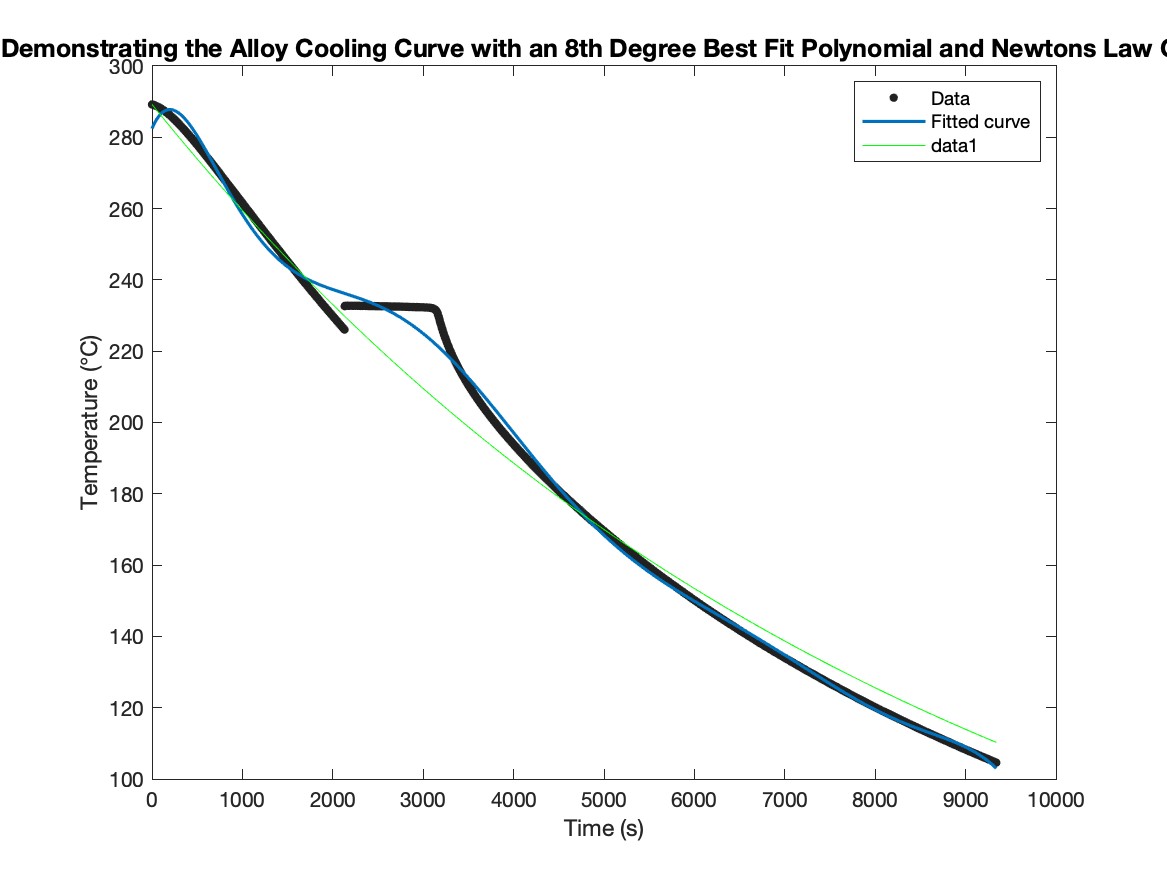 Demonstrating the Alloy Cooling Curve with an 8th Degree Best Fit Polynomial and Newtons Law
300
280
260
240
220
200
180
160
140
120
100
Temperature (°C)
Data
Fitted curve
data1
0 1000 2000 3000 4000 5000 6000 7000 8000 9000 10000
Time (s)